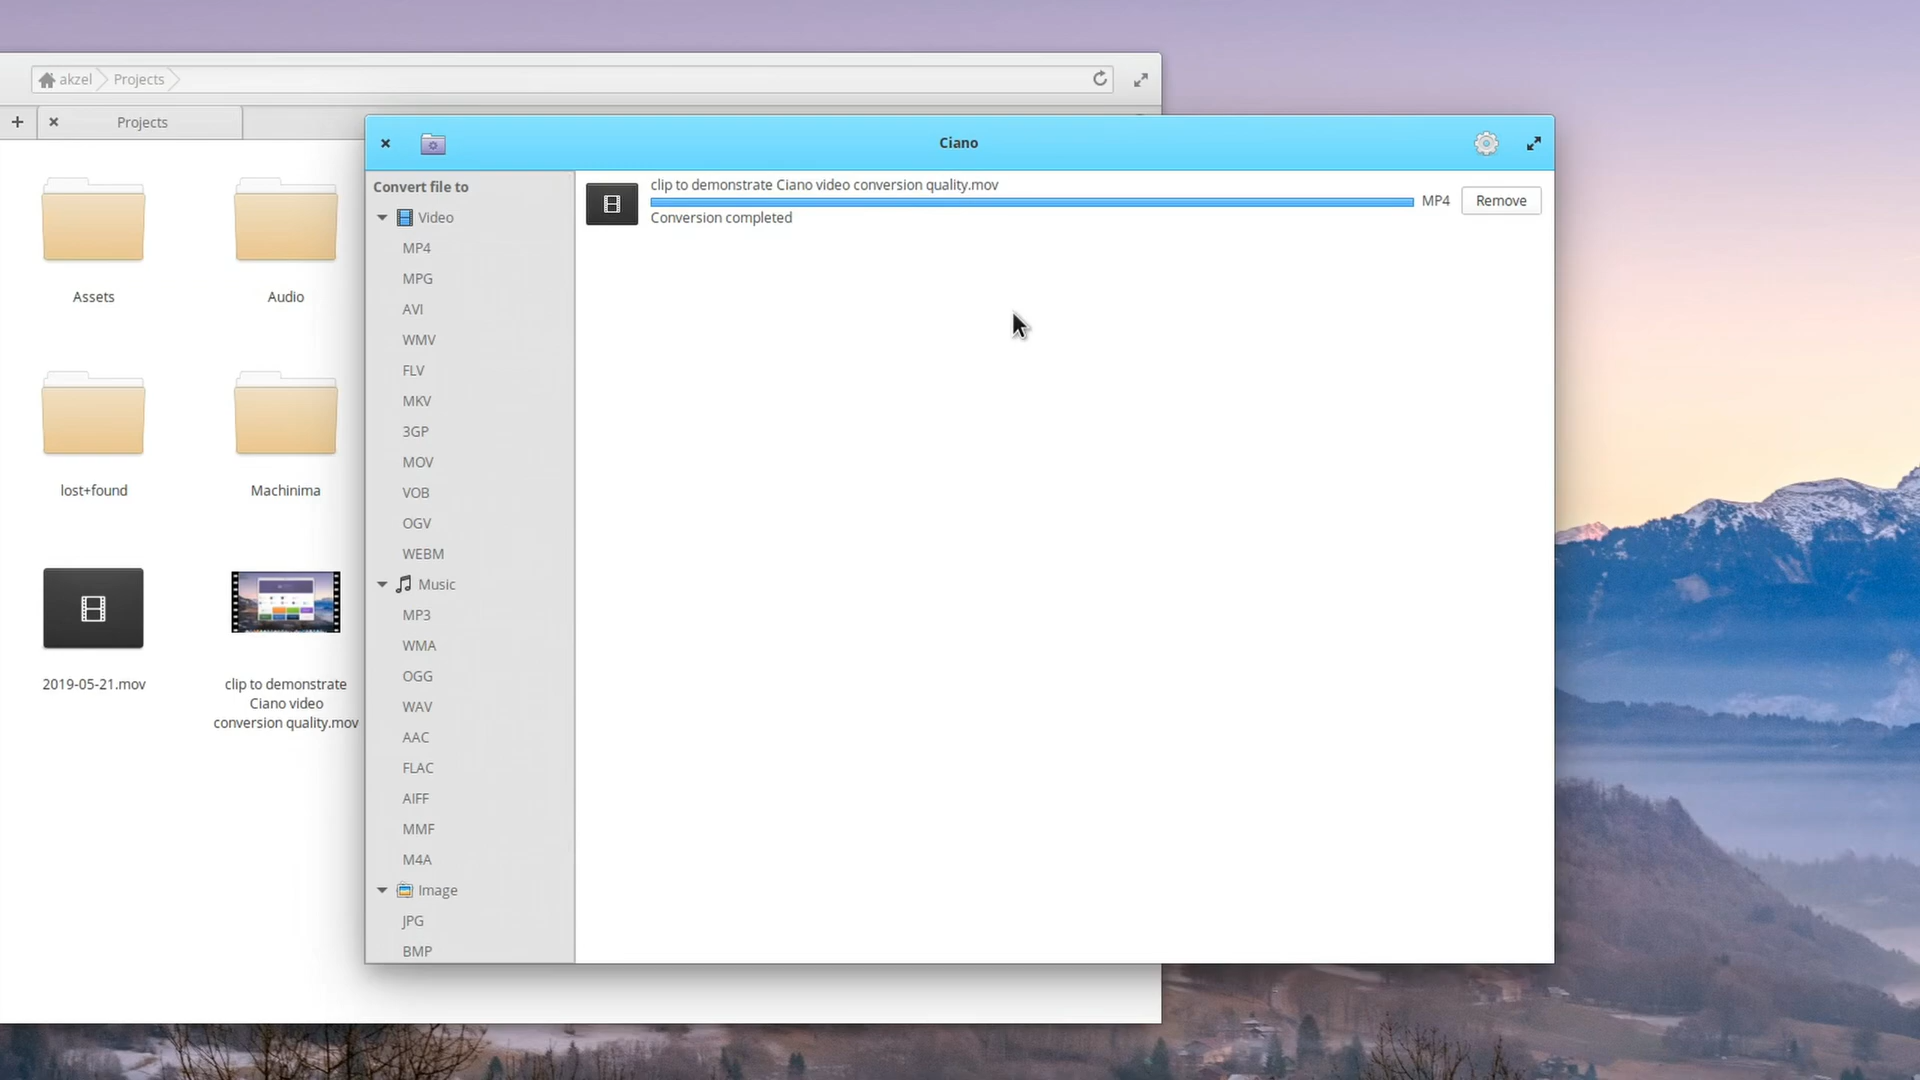 akzel
Projects
Projects
Assets
Audio
lost+found
Machinima
2019-05-21.mov
clip to demonstrate
Ciano video
conversion quality.mov
Ciano
Convert file to
Video
MP4
MPG
AVI
WMV
FLV
MKV
3GP
MOV
VOB
OGV
WEBM
Music
MP3
WMA
OGG
WAV
AAC
FLAC
AIFF
MMF
M4A
Image
JPG
BMP
clip to demonstrate Ciano video conversion quality.mov
MP4
Remove
Conversion completed